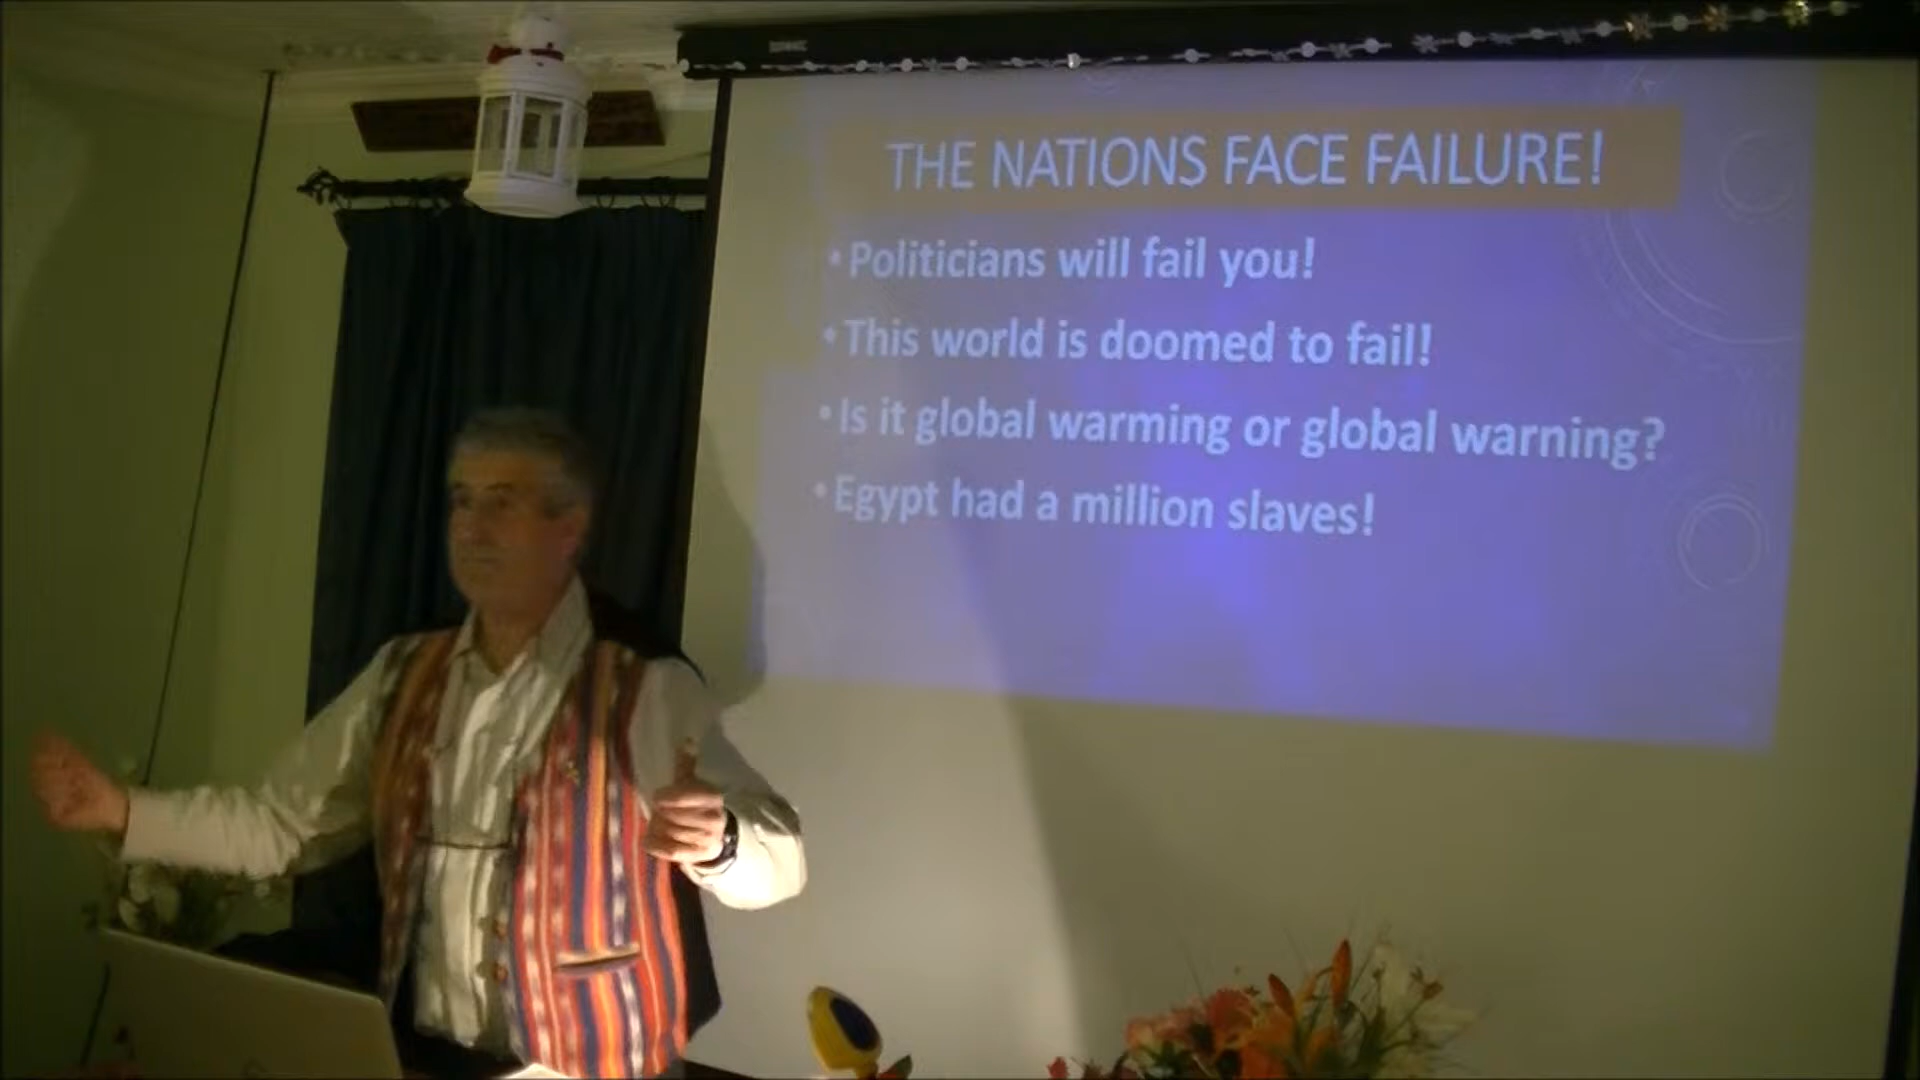 THE NATIONS FACE FAILURE!
• Politicians will fail you!
• This world is doomed to fail!
• Is it global warming or global warning?
• Egypt had a million slaves!